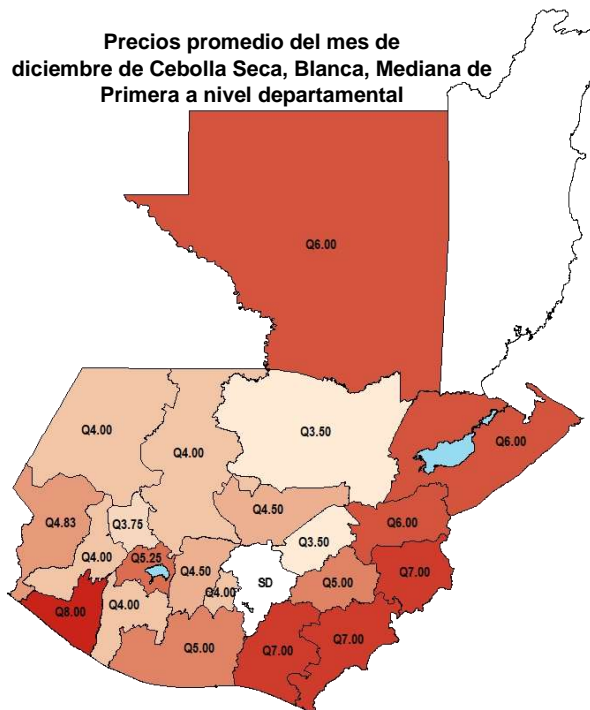 Precios promedio del mes de
diciembre de Cebolla Seca, Blanca, Mediana de
Primera a nivel departamental
Q6.00
Q4.00
Q4.00
Q3.50
Q6.00
Q4.83
Q3.75
Q4.50
Q6.00
Q4.00
Q5.25
Q4.50
Q3.50
Q7.00
Q8.00
Q4.00
Q4.00
SD
Q5.00
Q5.00
Q7.00
Q7.00